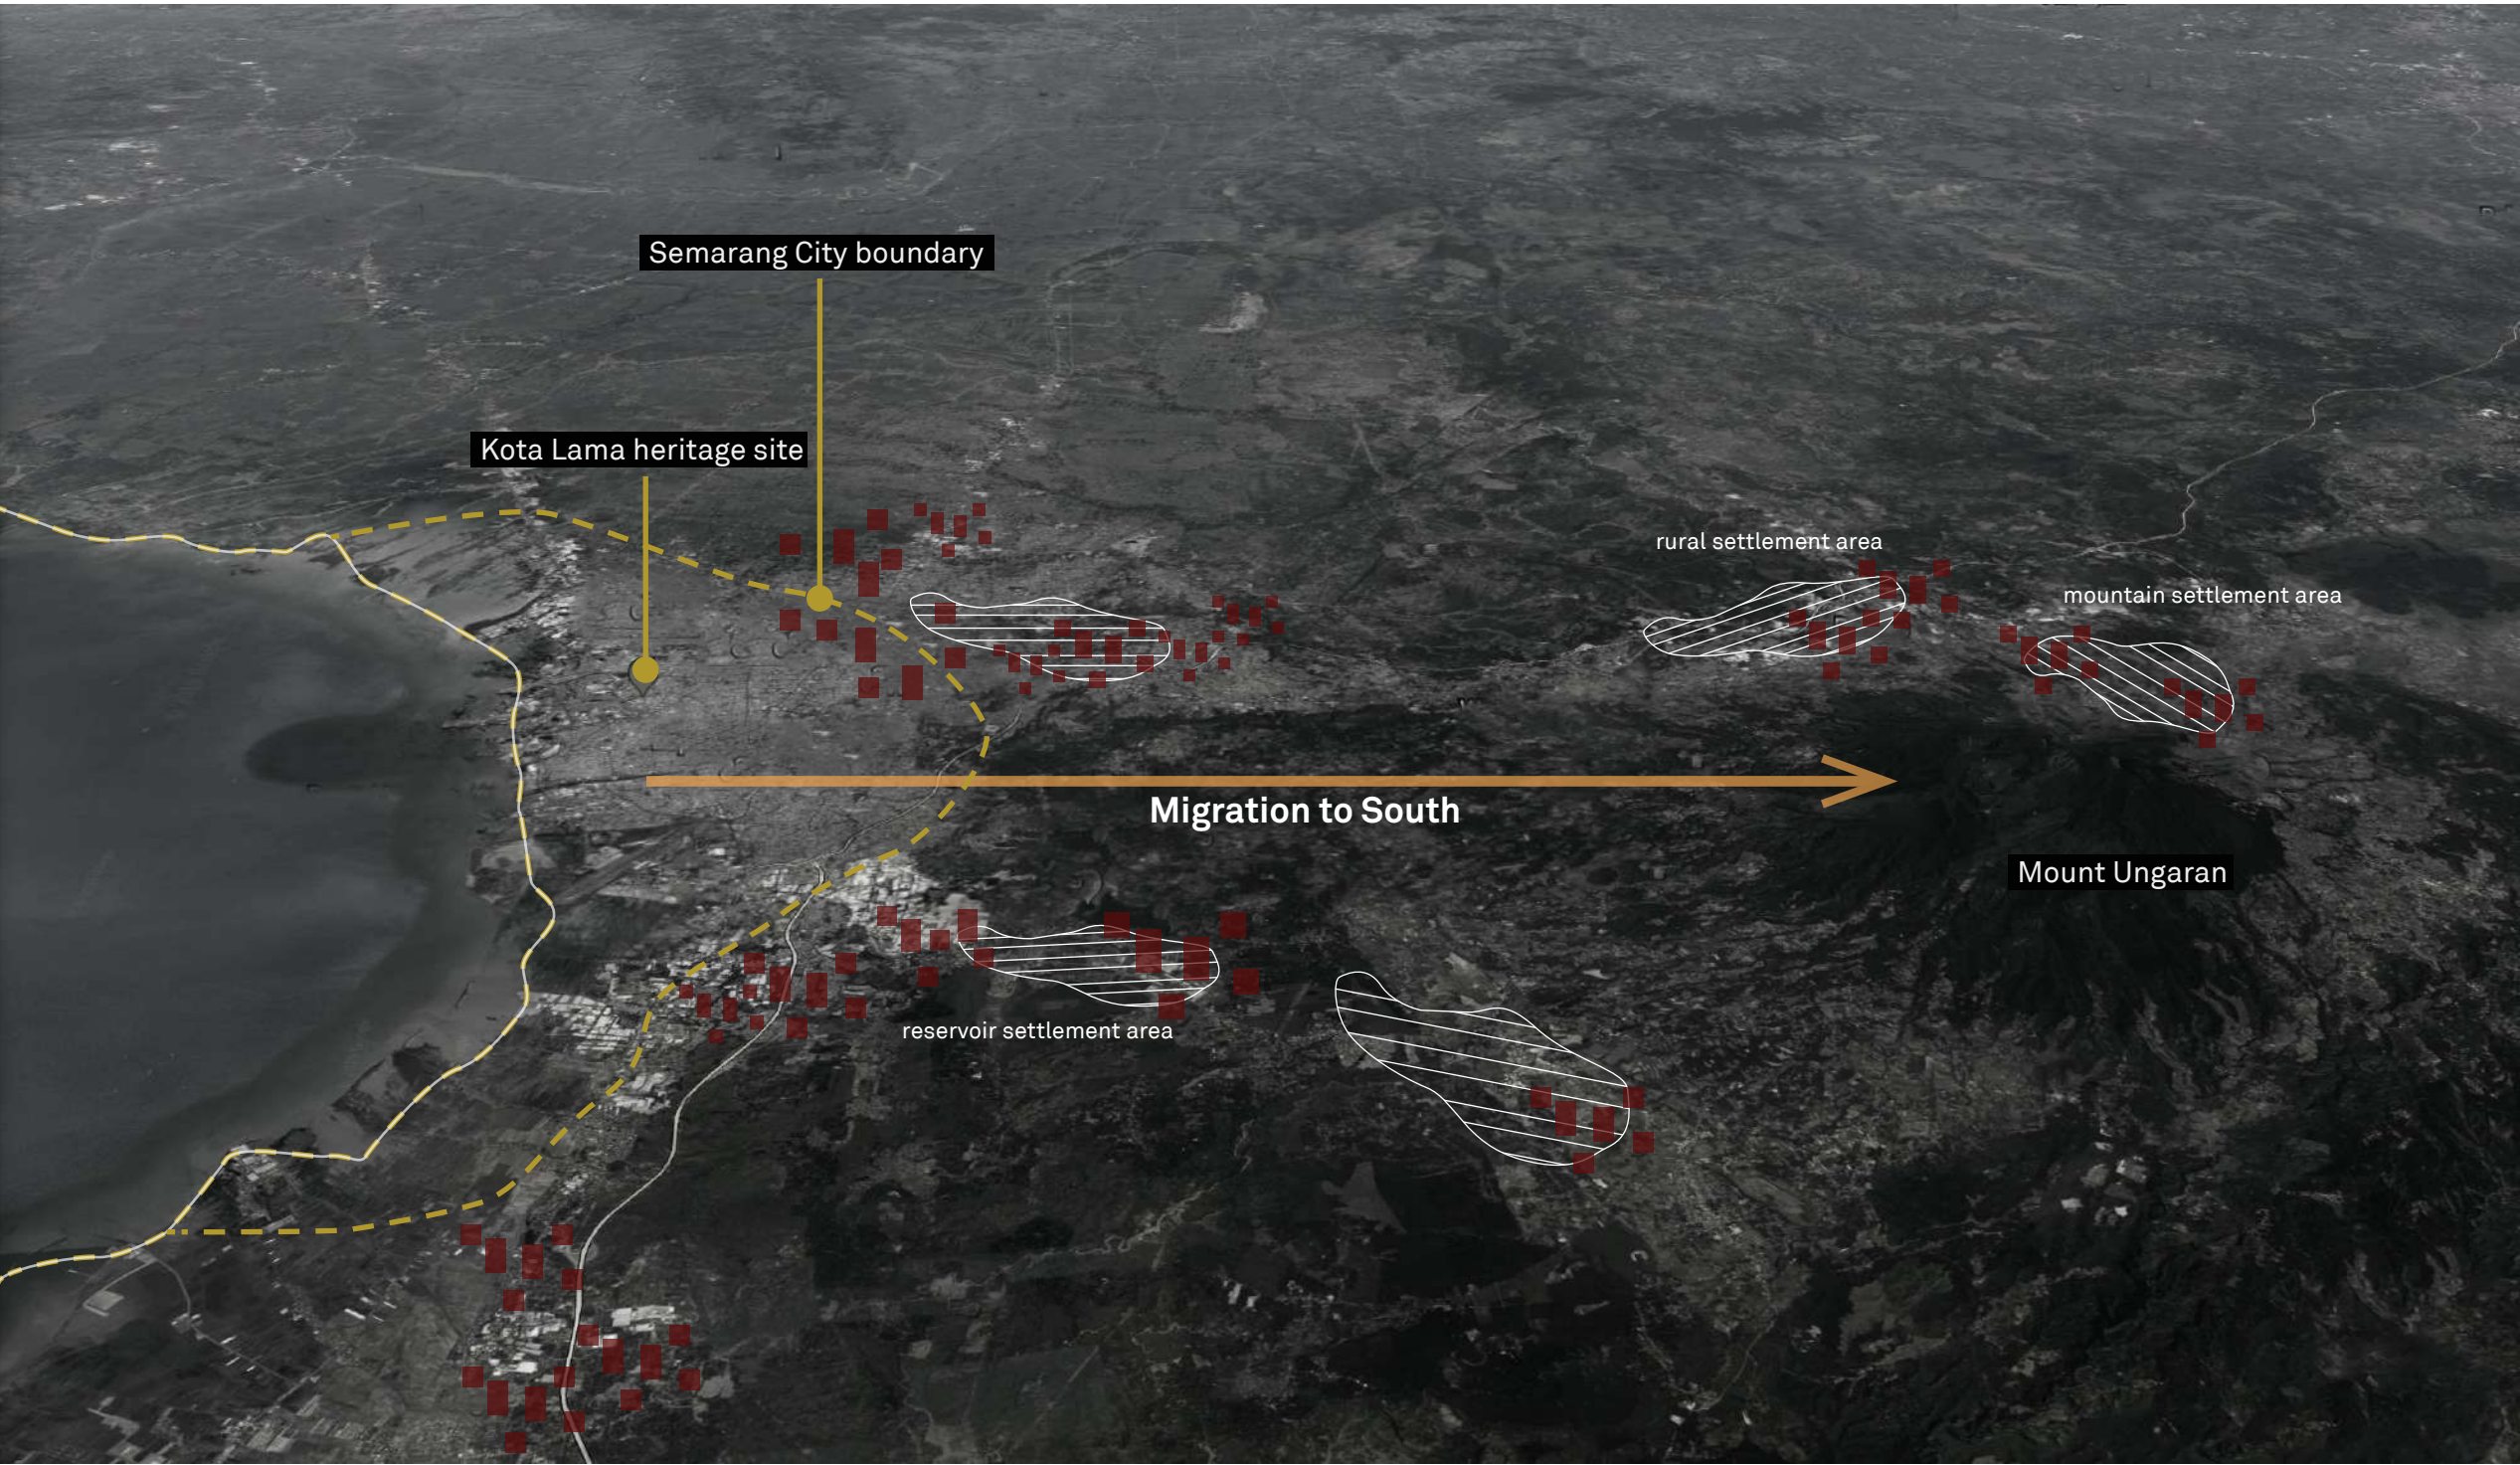 Semarang City boundary
Kota Lama heritage site
rural settlement area
mountain settlement area
Migration to South
Mount Ungaran
reservoir settlement area